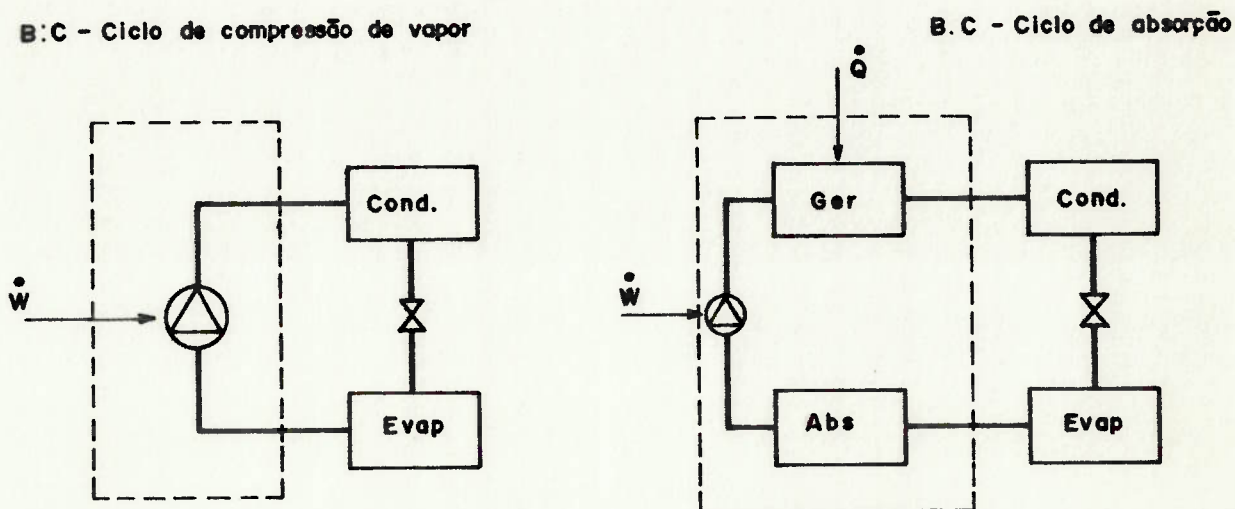 B:C - Ciclo de compressão de vapor
B.C - Ciclo de absorção
Q̇
Cond.
Ger
Cond.
Ẇ
Ẇ
Evap
Abs
Evap